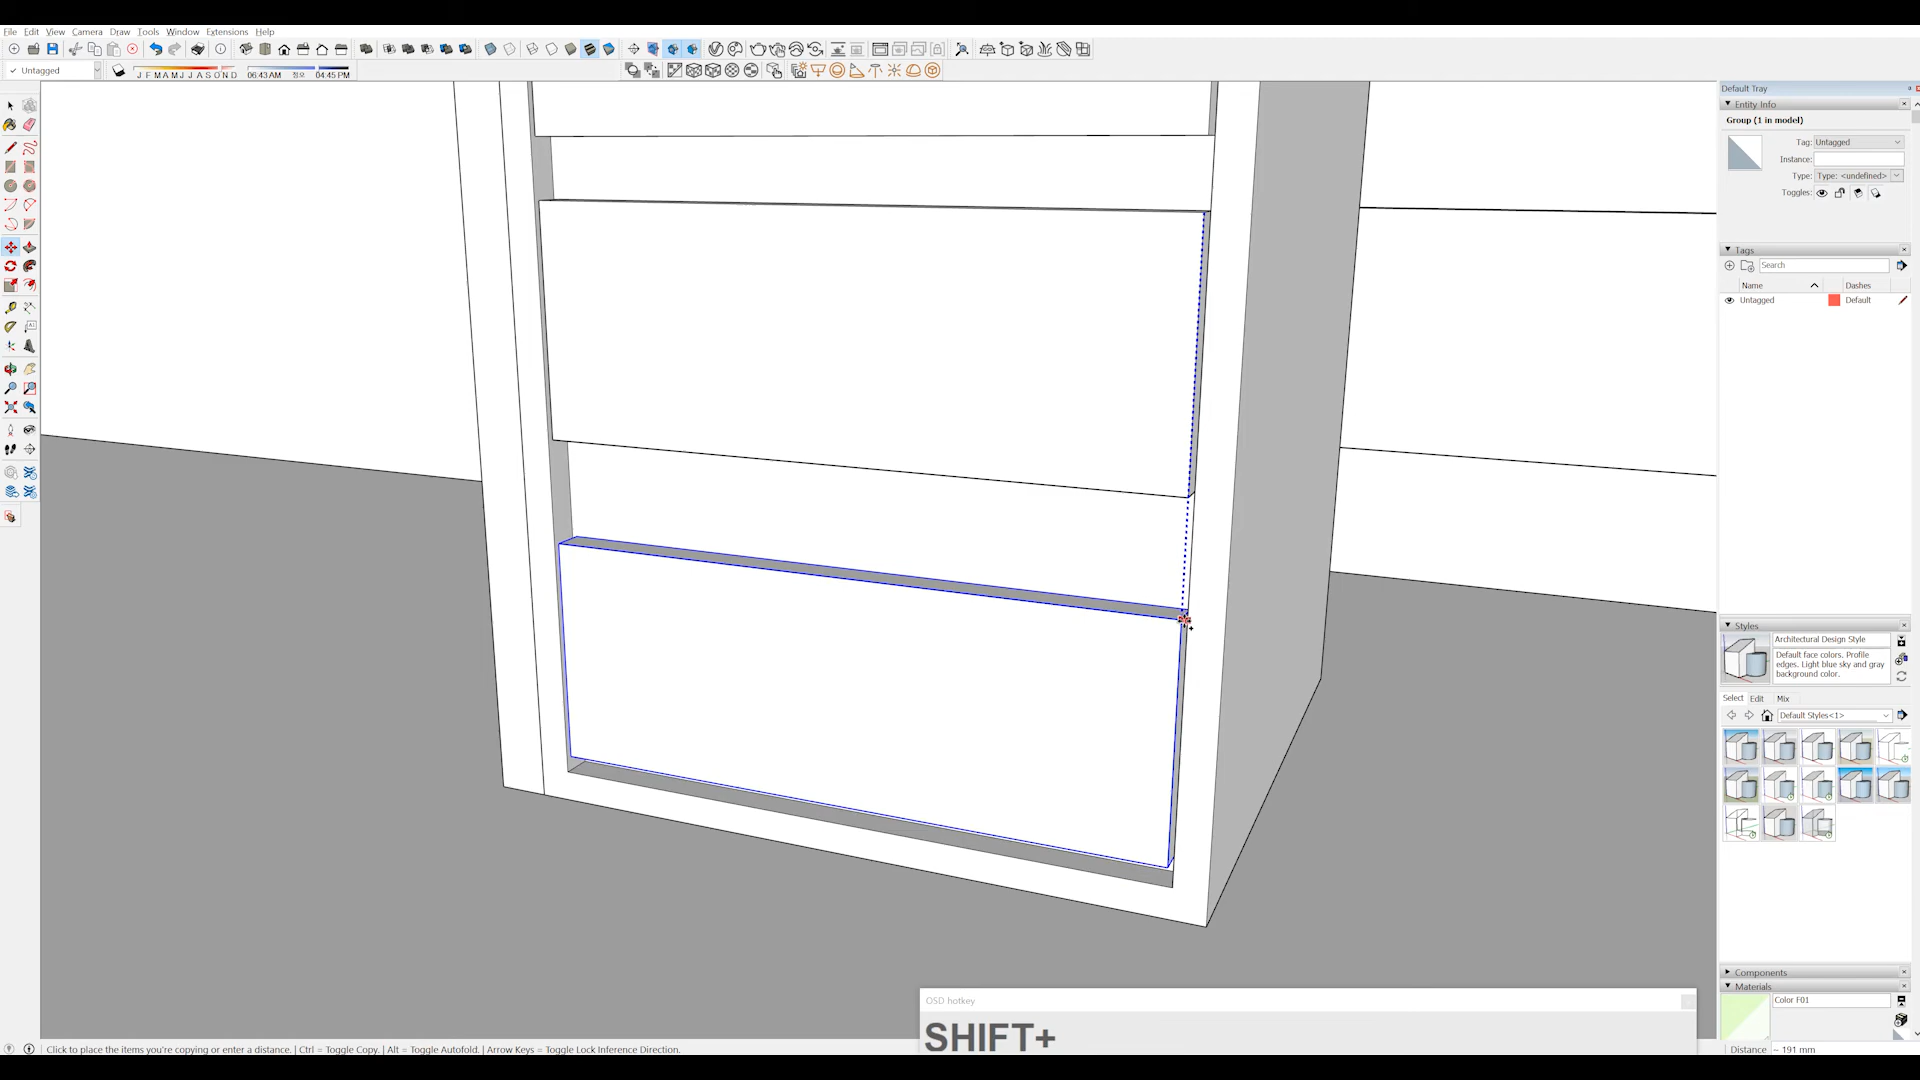 File Edit View Camera Draw Tools Window Extensions Help
✓ Untagged
J F M A M J J A S O N D
06:43 AM 정오 04:45 PM
Default Tray
Entity Info
Group (1 in model)
Tag: Untagged
Instance:
Type: Type: <undefined>
Toggles:
Tags
Search
Name Dashes
Untagged Default
Styles
Architectural Design Style
Default face colors. Profile
edges. Light blue sky and gray
background color.
Select Edit Mix
Default Styles<1>
Components
Materials
Color F01
OSD hotkey
SHIFT+
Click to place the items you're copying or enter a distance. | Ctrl = Toggle Copy. | Alt = Toggle Autofold. | Arrow Keys = Toggle Lock Inference Direction.
Distance ~ 191 mm